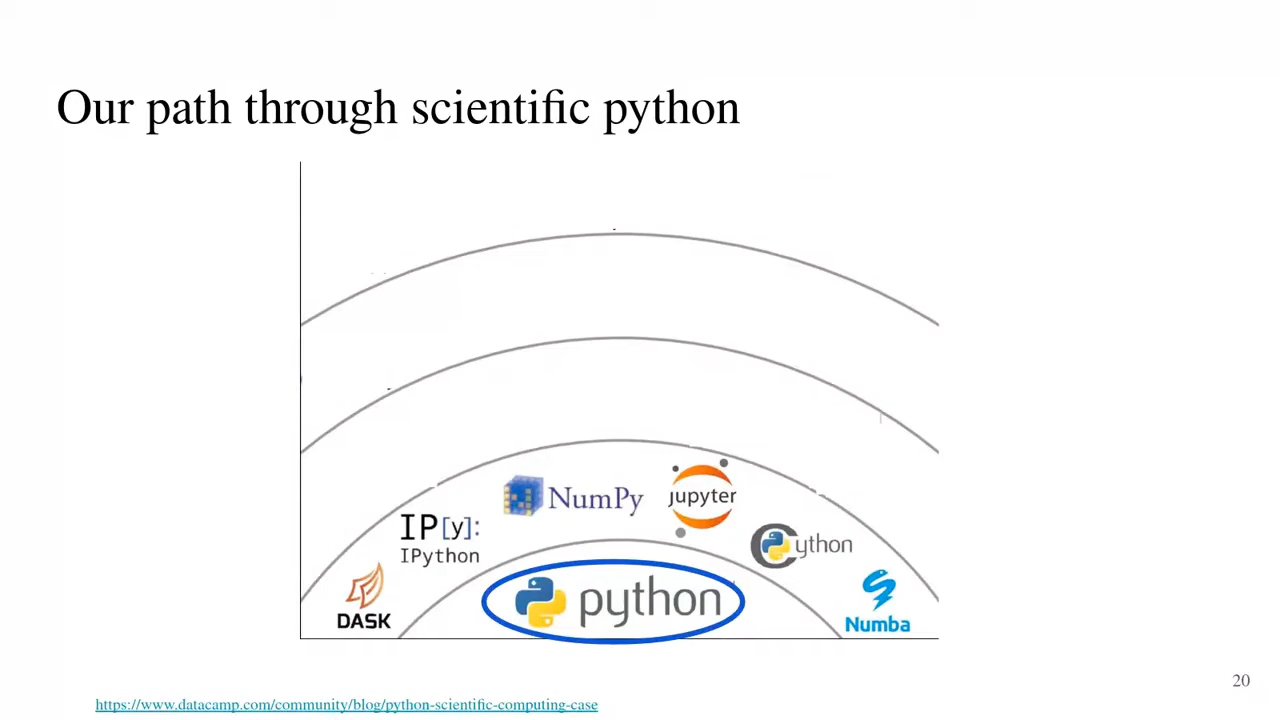 Our path through scientific python
NumPy
jupyter
IP[y]:
IPython
Cython
DASK
python
Numba
20
https://www.datacamp.com/community/blog/python-scientific-computing-case